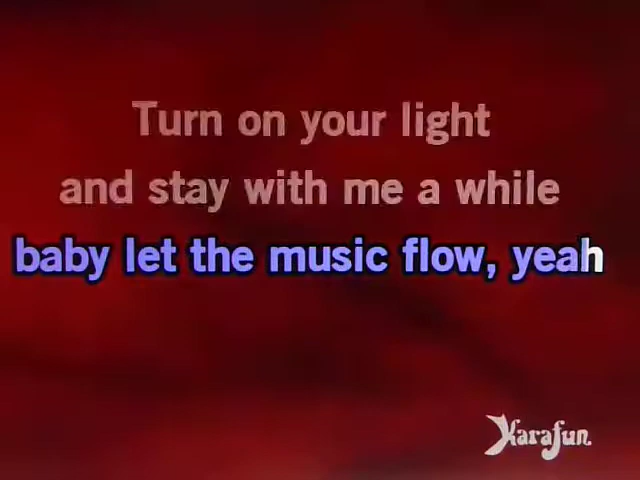 Turn on your light
and stay with me a while
baby let the music flow, yeah
Karafun